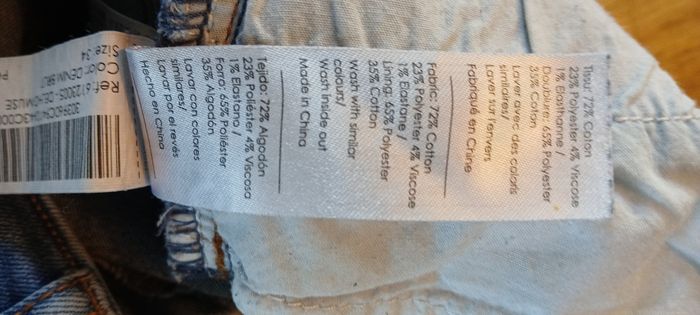 Tissu: 72% Coton
23% Polyester 4% Viscose
1% Elasthanne /
Doublure: 65% Polyester
35% Coton
Laver avec des coloris
similaires/
Laver sur l'envers
Fabriqué en Chine
Fabric: 72% Cotton
23% Polyester 4% Viscose
1% Elastane /
Lining: 65% Polyester
35% Cotton
Wash with similar
colours/
Wash inside out
Made in China
Tejido: 72% Algodón
23% Poliéster 4% Viscosa
1% Elastano /
Forro: 65% Poliéster
35% Algodón
Lavar con colores
similares/
Lavar por el revés
Hecho en China
Size:34
Color:DENIM BRU